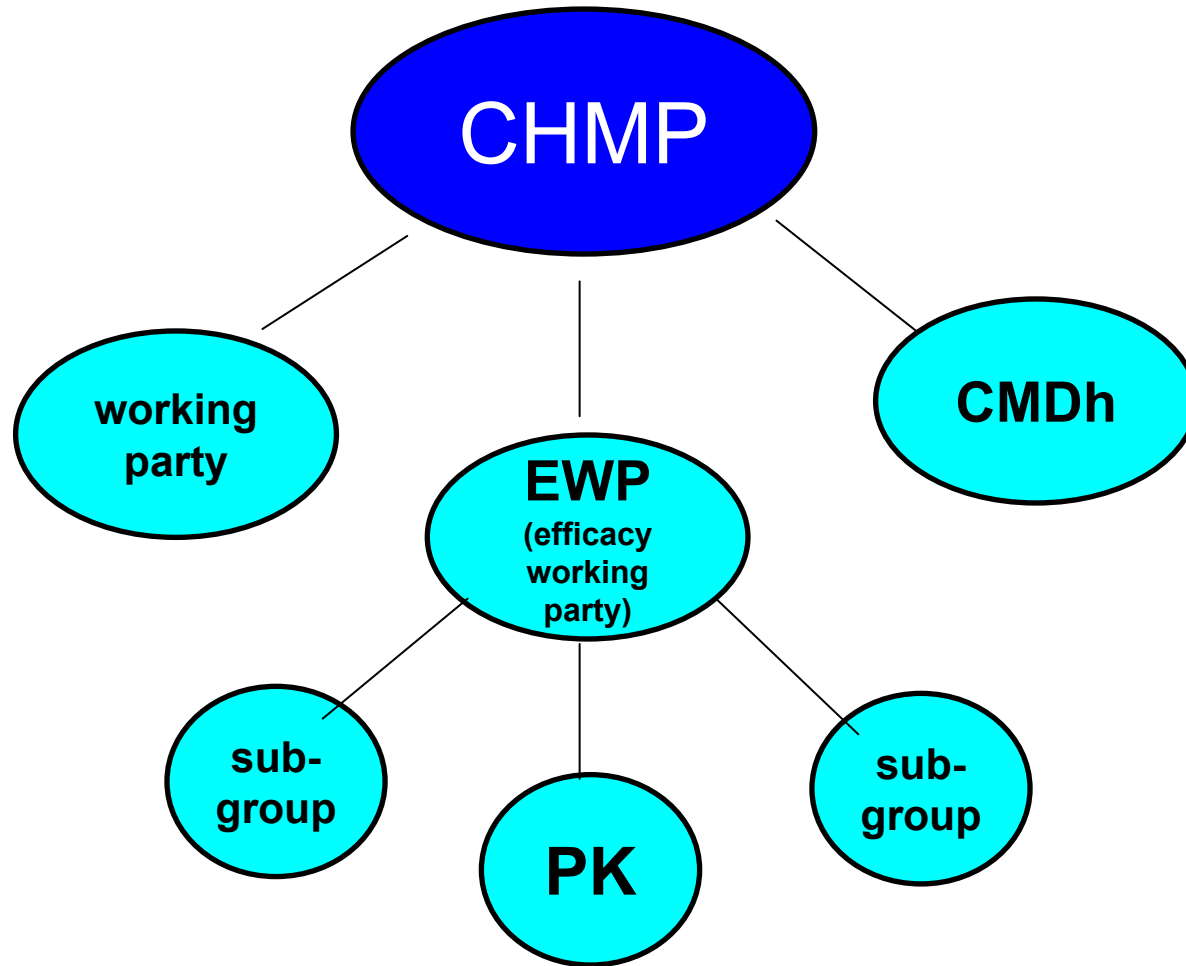 CHMP
working
party
CMDh
EWP
(efficacy
working
party)
sub-
group
PK
sub-
group